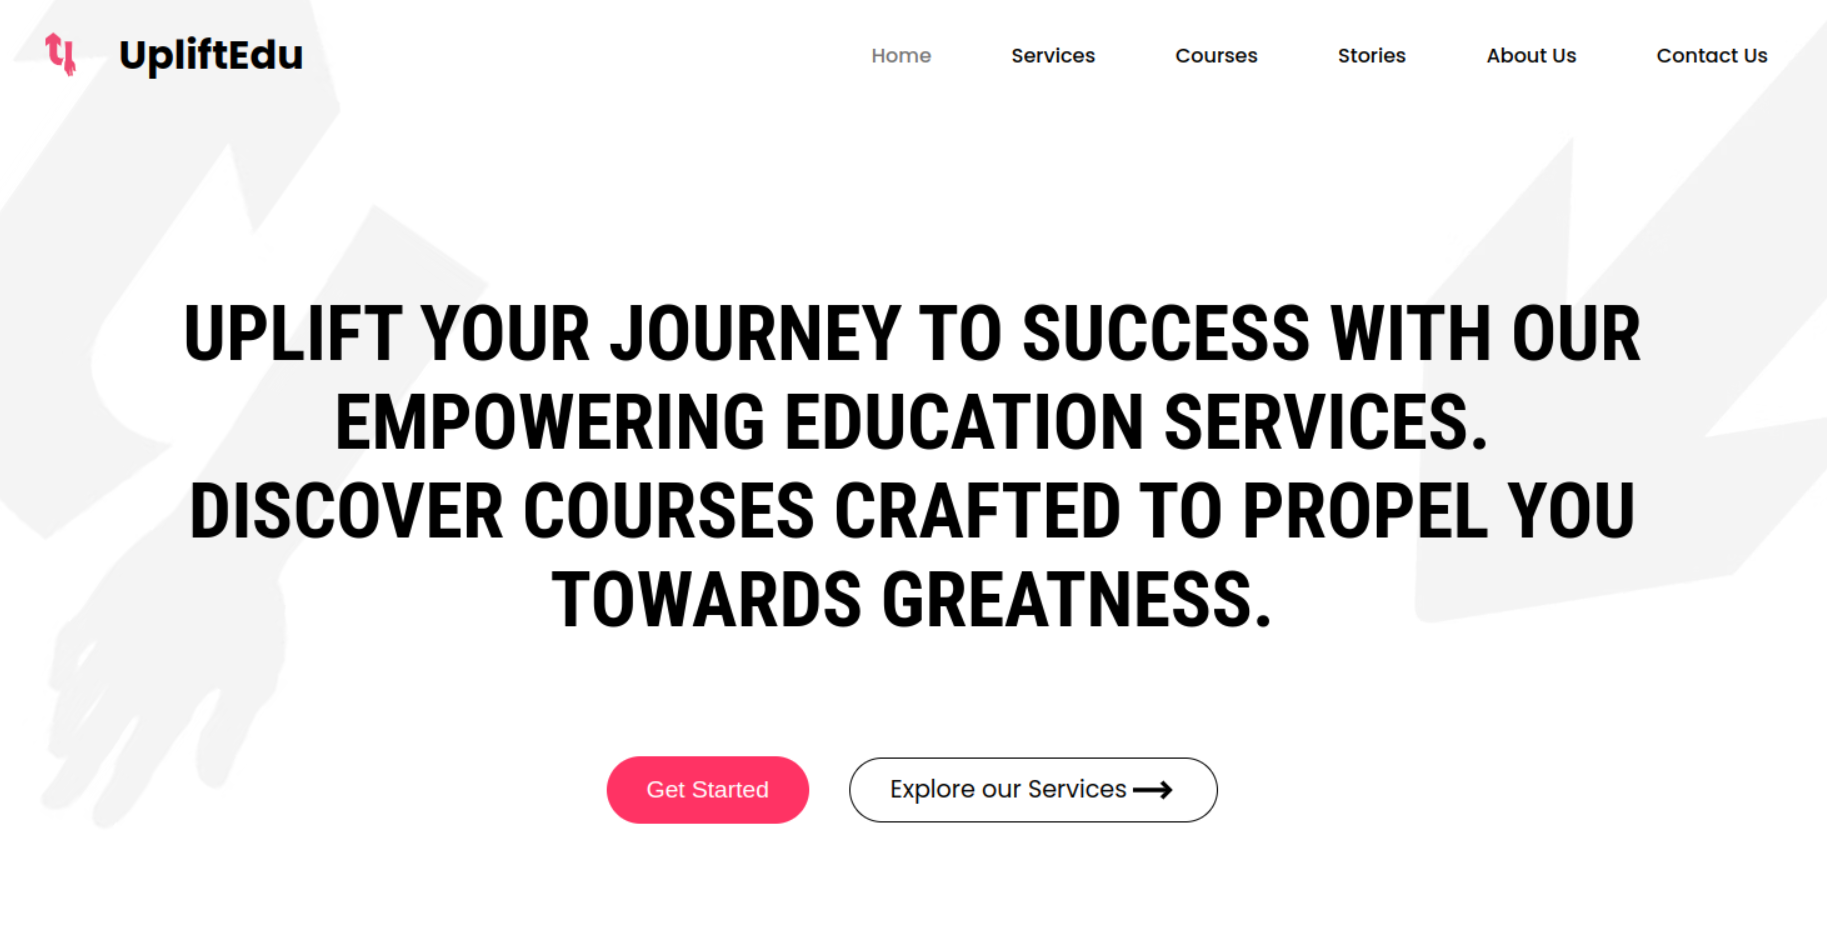 UpliftEdu
Home Services Courses Stories About Us Contact Us
UPLIFT YOUR JOURNEY TO SUCCESS WITH OUR
EMPOWERING EDUCATION SERVICES.
DISCOVER COURSES CRAFTED TO PROPEL YOU
TOWARDS GREATNESS.
Get Started
Explore our Services